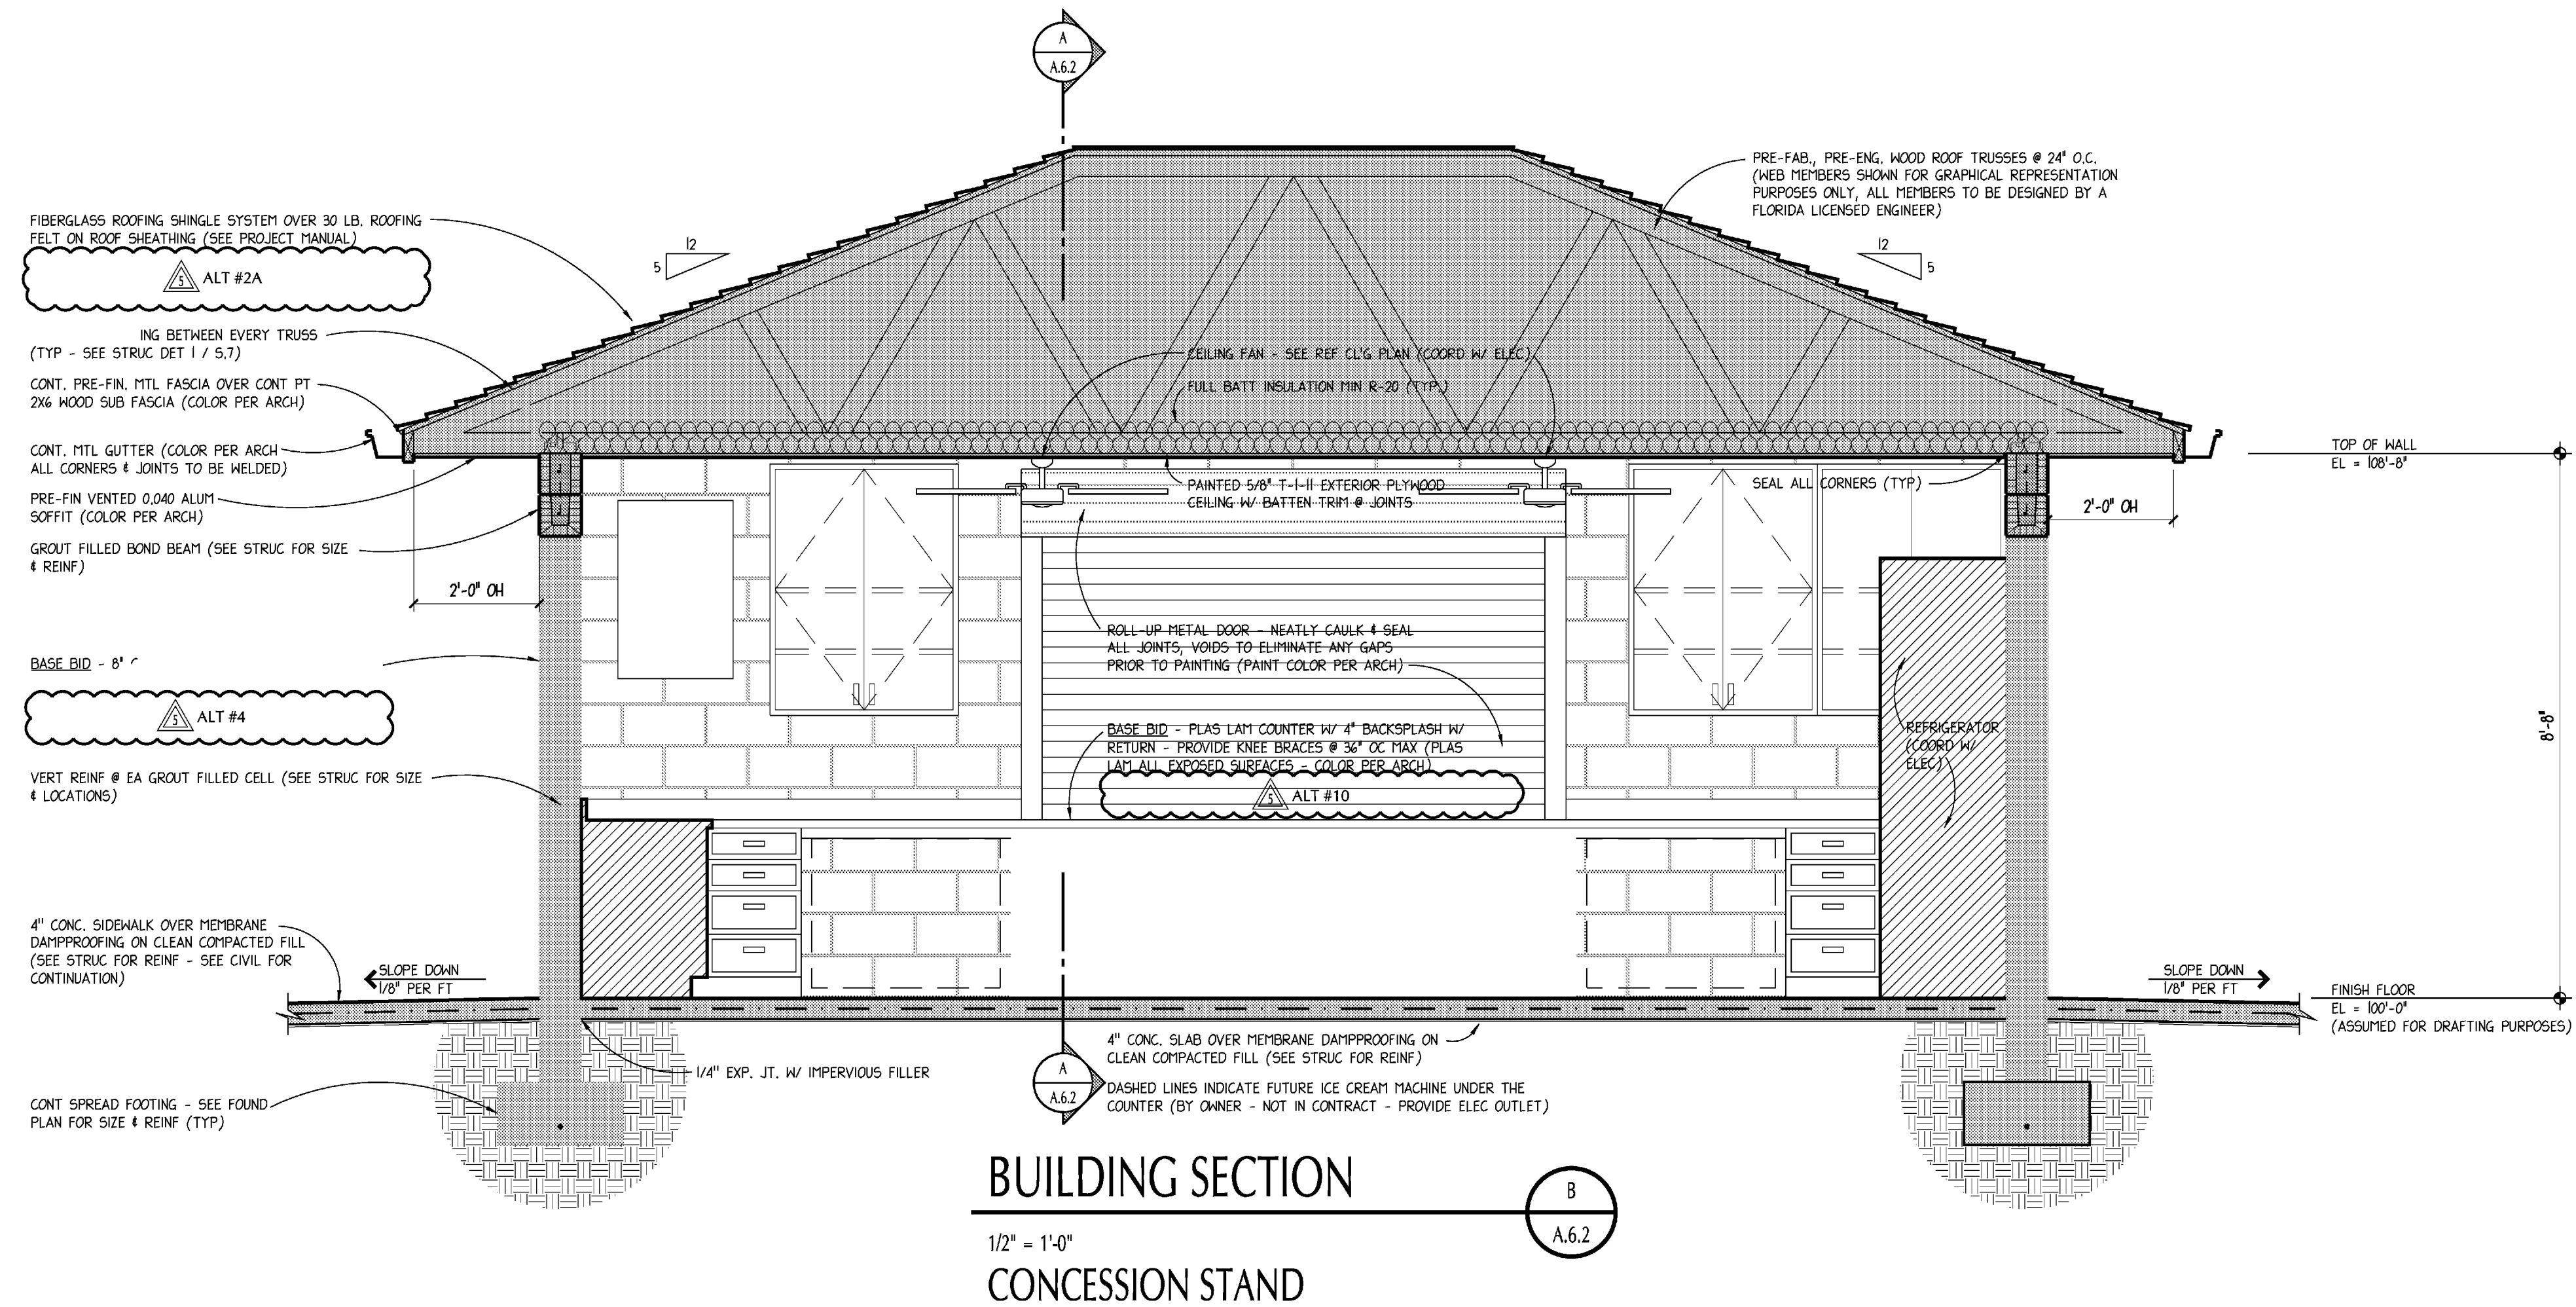 A
A.6.2
PRE-FAB., PRE-ENG. WOOD ROOF TRUSSES @ 24" O.C.
(WEB MEMBERS SHOWN FOR GRAPHICAL REPRESENTATION
PURPOSES ONLY, ALL MEMBERS TO BE DESIGNED BY A
FLORIDA LICENSED ENGINEER)
FIBERGLASS ROOFING SHINGLE SYSTEM OVER 30 LB. ROOFING
FELT ON ROOF SHEATHING (SEE PROJECT MANUAL)
5 ALT #2A
12
5
12
5
ING BETWEEN EVERY TRUSS
(TYP - SEE STRUC DET 1 / S.7)
CONT. PRE-FIN. MTL FASCIA OVER CONT PT
2X6 WOOD SUB FASCIA (COLOR PER ARCH)
CONT. MTL GUTTER (COLOR PER ARCH
ALL CORNERS & JOINTS TO BE WELDED)
PRE-FIN VENTED 0.040 ALUM
SOFFIT (COLOR PER ARCH)
GROUT FILLED BOND BEAM (SEE STRUC FOR SIZE
& REINF)
2'-0" OH
CEILING FAN - SEE REF CL'G PLAN (COORD W/ ELEC)
FULL BATT INSULATION MIN R-20 (TYP.)
PAINTED 5/8" T-1-11 EXTERIOR PLYWOOD
CEILING W/ BATTEN TRIM @ JOINTS
SEAL ALL CORNERS (TYP)
TOP OF WALL
EL = 108'-8"
2'-0" OH
BASE BID - 8"
5 ALT #4
ROLL-UP METAL DOOR - NEATLY CAULK & SEAL
ALL JOINTS, VOIDS TO ELIMINATE ANY GAPS
PRIOR TO PAINTING (PAINT COLOR PER ARCH)
BASE BID - PLAS LAM COUNTER W/ 4" BACKSPLASH W/
RETURN - PROVIDE KNEE BRACES @ 36" OC MAX (PLAS
LAM ALL EXPOSED SURFACES - COLOR PER ARCH)
5 ALT #10
REFRIGERATOR
(COORD W/
ELEC)
8'-8"
VERT REINF @ EA GROUT FILLED CELL (SEE STRUC FOR SIZE
& LOCATIONS)
4" CONC. SIDEWALK OVER MEMBRANE
DAMPPROOFING ON CLEAN COMPACTED FILL
(SEE STRUC FOR REINF - SEE CIVIL FOR
CONTINUATION)
SLOPE DOWN
1/8" PER FT
SLOPE DOWN
1/8" PER FT
FINISH FLOOR
EL = 100'-0"
(ASSUMED FOR DRAFTING PURPOSES)
1/4" EXP. JT. W/ IMPERVIOUS FILLER
CONT SPREAD FOOTING - SEE FOUND
PLAN FOR SIZE & REINF (TYP)
A
A.6.2
4" CONC. SLAB OVER MEMBRANE DAMPPROOFING ON
CLEAN COMPACTED FILL (SEE STRUC FOR REINF)
DASHED LINES INDICATE FUTURE ICE CREAM MACHINE UNDER THE
COUNTER (BY OWNER - NOT IN CONTRACT - PROVIDE ELEC OUTLET)
BUILDING SECTION
B
A.6.2
1/2" = 1'-0"
CONCESSION STAND